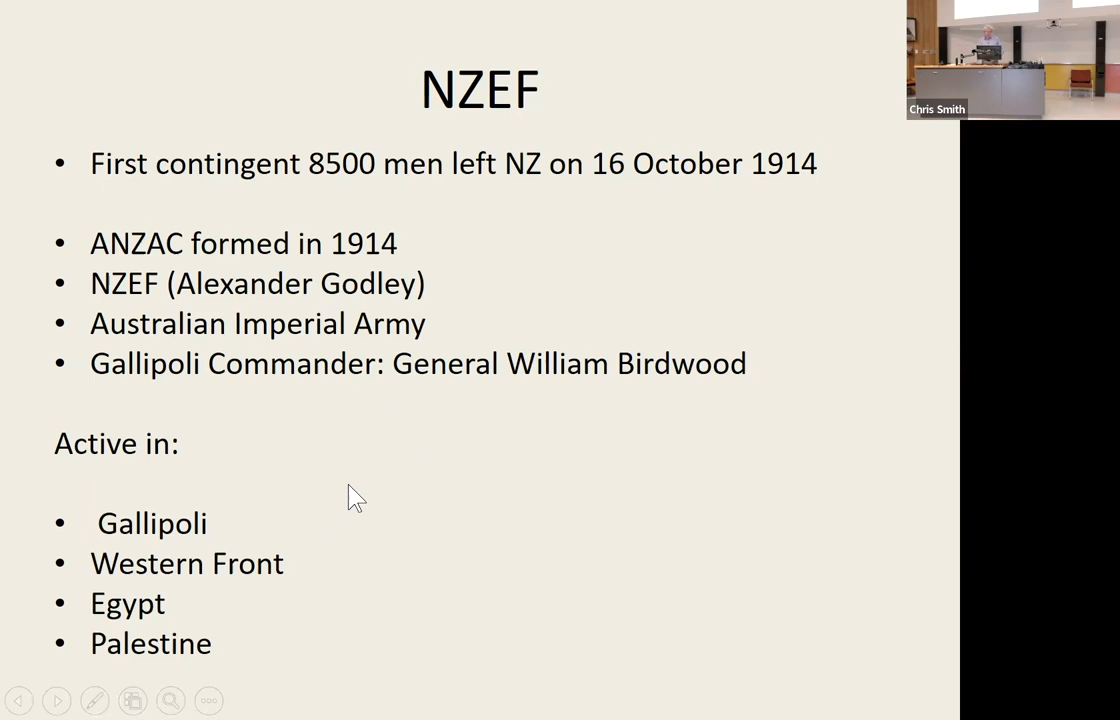 NZEF
• First contingent 8500 men left NZ on 16 October 1914
• ANZAC formed in 1914
• NZEF (Alexander Godley)
• Australian Imperial Army
• Gallipoli Commander: General William Birdwood
Active in:
• Gallipoli
• Western Front
• Egypt
• Palestine
Chris Smith